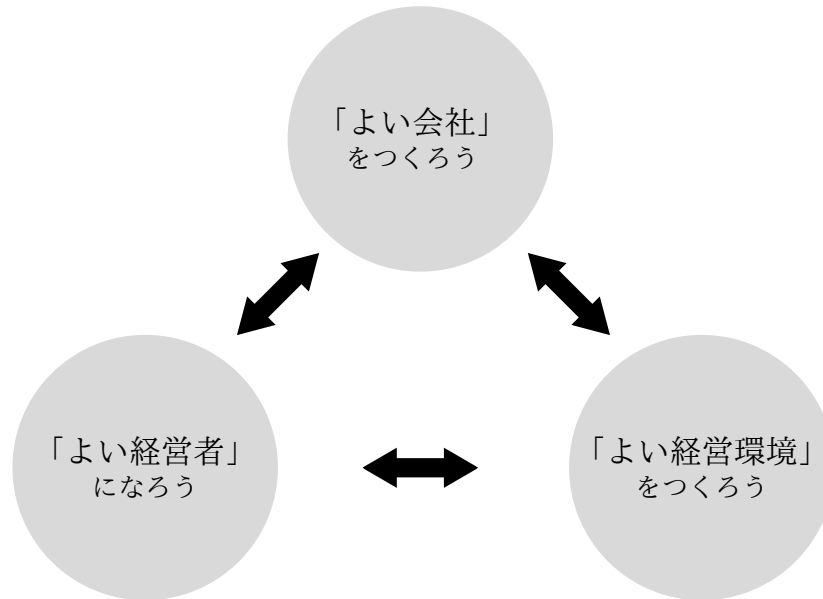 「よい会社」
をつくろう
「よい経営者」
になろう
「よい経営環境」
をつくろう